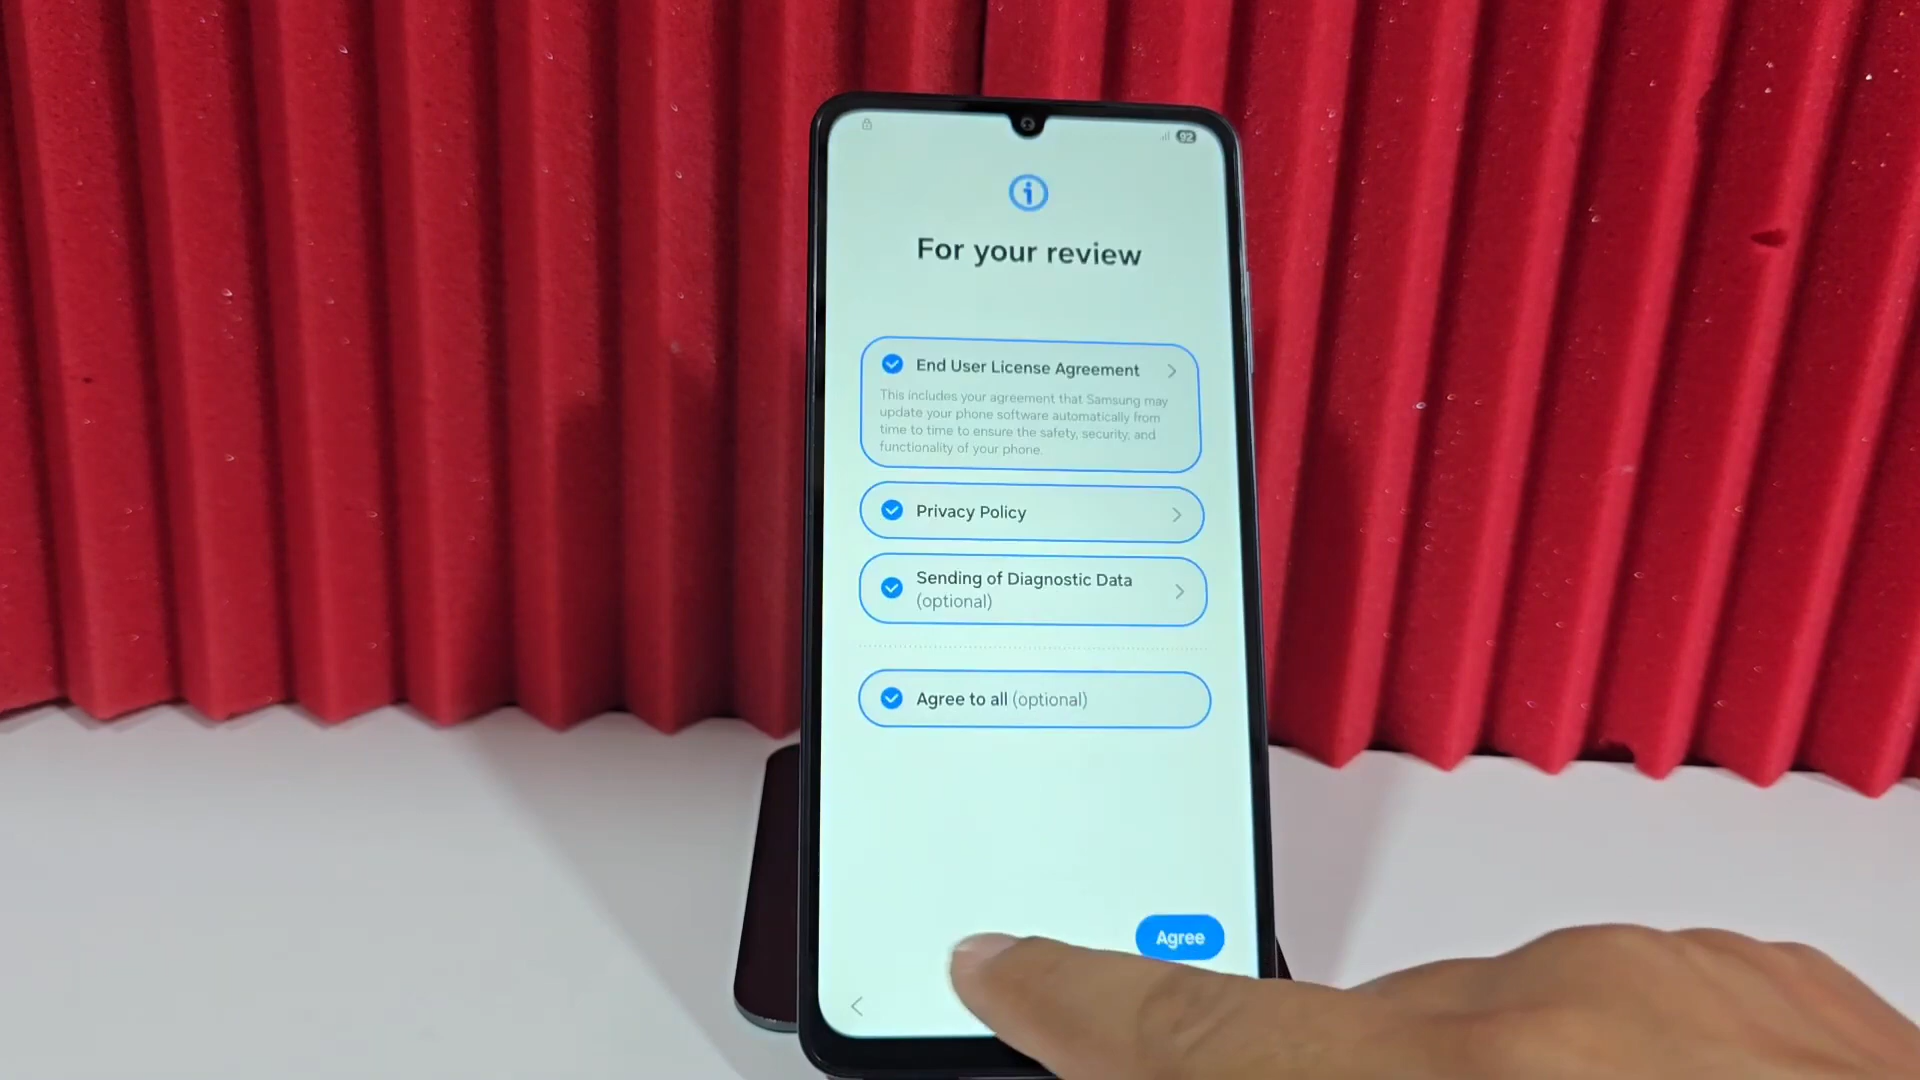 92
For your review
End User License Agreement
This includes your agreement that Samsung may
update your phone software automatically from
time to time to ensure the safety, security, and
functionality of your phone.
Privacy Policy
Sending of Diagnostic Data
(optional)
Agree to all (optional)
Agree